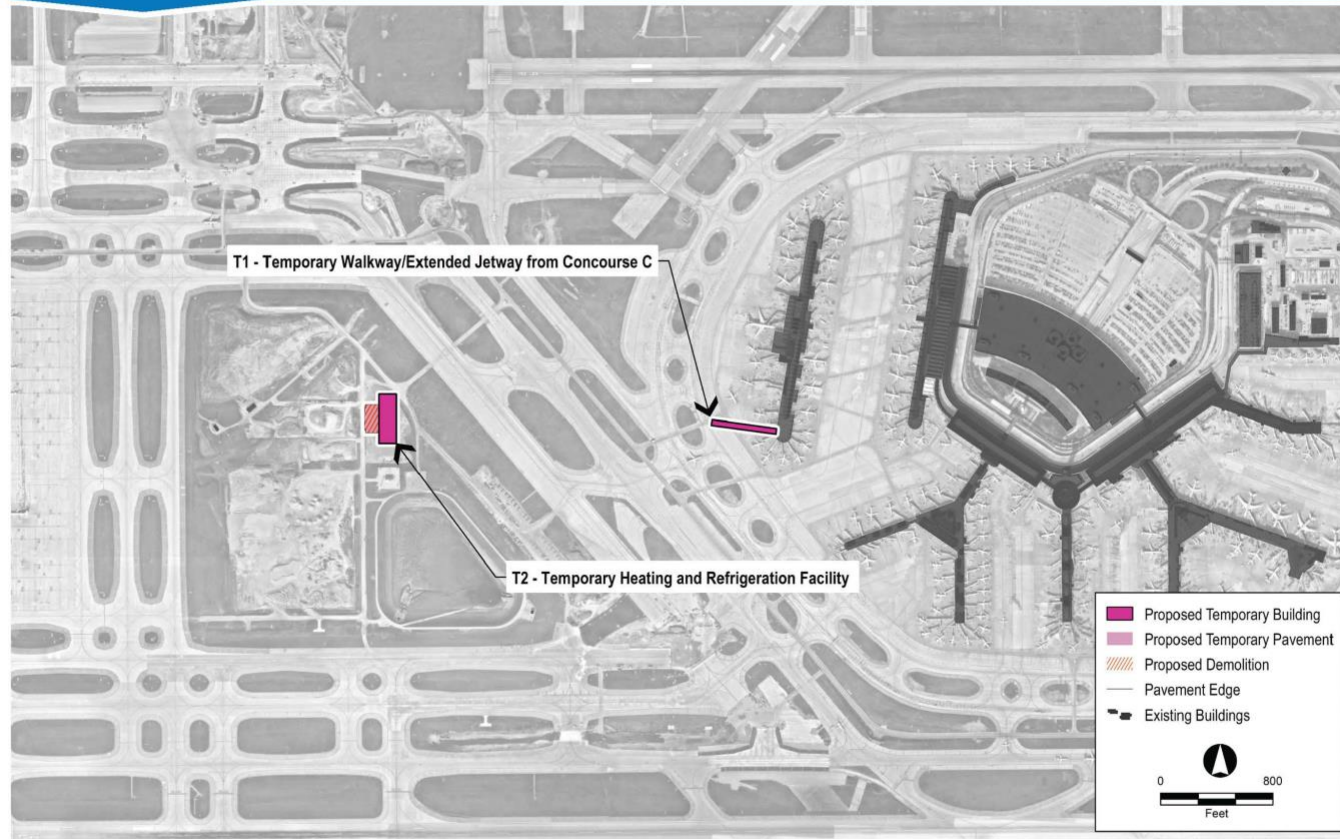 T1 - Temporary Walkway/Extended Jetway from Concourse C
T2 - Temporary Heating and Refrigeration Facility
Proposed Temporary Building
Proposed Temporary Pavement
Proposed Demolition
Pavement Edge
Existing Buildings
0 800
Feet